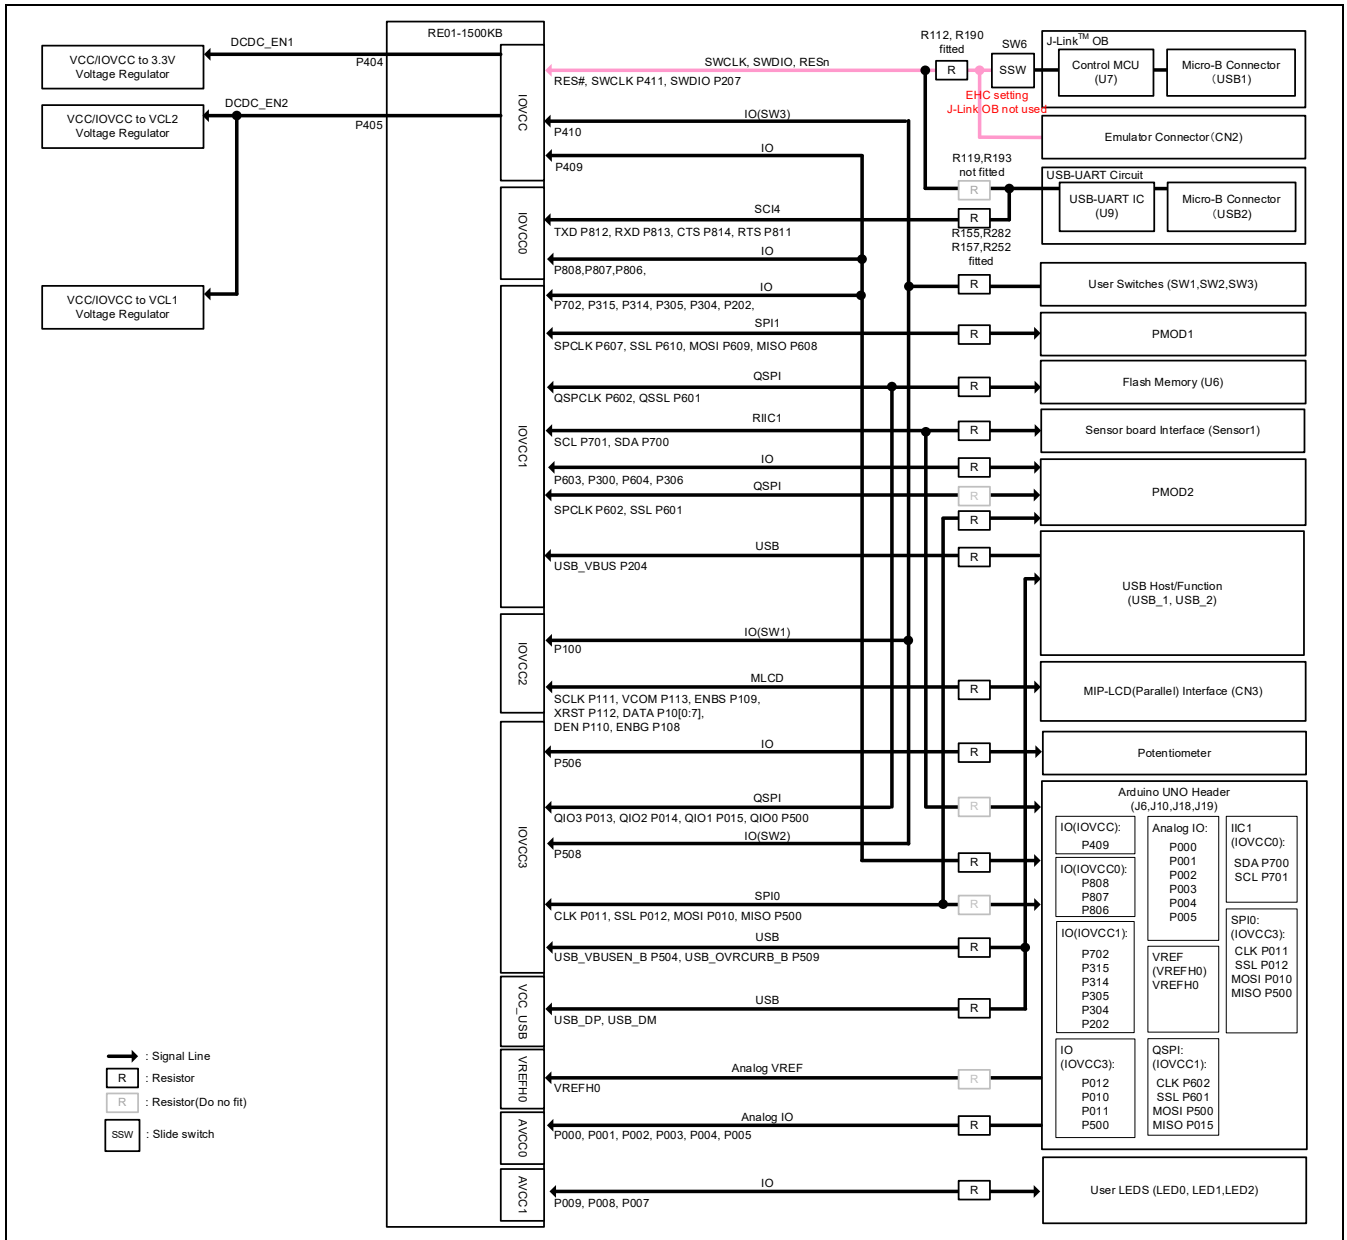 RE01-1500KB
DCDC_EN1
VCC/IOVCC to 3.3V
Voltage Regulator
P404
DCDC_EN2
VCC/IOVCC to VCL2
Voltage Regulator
P405
VCC/IOVCC to VCL1
Voltage Regulator
IOVCC
SWCLK, SWDIO, RESn
RES#, SWCLK P411, SWDIO P207
IO(SW3)
P410
IO
P409
R112, R190
fitted
R
SW6
SSW
EHC setting
J-Link OB not used
J-Link™ OB
Control MCU
(U7)
Micro-B Connector
(USB1)
Emulator Connector(CN2)
R119,R193
not fitted
R
USB-UART Circuit
USB-UART IC
(U9)
Micro-B Connector
(USB2)
IOVCC0
SCI4
TXD P812, RXD P813, CTS P814, RTS P811
R
R155,R282
R157,R252
fitted
IO
P808,P807,P806,
IOVCC1
IO
P702, P315, P314, P305, P304, P202,
R
User Switches (SW1,SW2,SW3)
SPI1
SPCLK P607, SSL P610, MOSI P609, MISO P608
R
PMOD1
QSPI
QSPCLK P602, QSSL P601
R
Flash Memory (U6)
RIIC1
SCL P701, SDA P700
R
Sensor board Interface (Sensor1)
IO
P603, P300, P604, P306
R
QSPI
SPCLK P602, SSL P601
R
R
PMOD2
USB
USB_VBUS P204
R
USB Host/Function
(USB_1, USB_2)
IOVCC2
IO(SW1)
P100
MLCD
SCLK P111, VCOM P113, ENBS P109,
XRST P112, DATA P10[0:7],
DEN P110, ENBG P108
R
MIP-LCD(Parallel) Interface (CN3)
IOVCC3
IO
P506
R
Potentiometer
QSPI
QIO3 P013, QIO2 P014, QIO1 P015, QIO0 P500
R
IO(SW2)
P508
R
SPI0
CLK P011, SSL P012, MOSI P010, MISO P500
R
USB
USB_VBUSEN_B P504, USB_OVRCURB_B P509
R
VCC_USB
USB
USB_DP, USB_DM
R
VREFH0
Analog VREF
VREFH0
R
AVCC0
Analog IO
P000, P001, P002, P003, P004, P005
R
AVCC1
IO
P009, P008, P007
R
User LEDS (LED0, LED1,LED2)
Arduino UNO Header
(J6,J10,J18,J19)
IO(IOVCC):
P409
IO(IOVCC0):
P808
P807
P806
IO(IOVCC1):
P702
P315
P314
P305
P304
P202
IO
(IOVCC3):
P012
P010
P011
P500
Analog IO:
P000
P001
P002
P003
P004
P005
VREF
(VREFH0)
VREFH0
QSPI:
(IOVCC1):
CLK P602
SSL P601
MOSI P500
MISO P015
IIC1
(IOVCC0):
SDA P700
SCL P701
SPI0:
(IOVCC3):
CLK P011
SSL P012
MOSI P010
MISO P500
: Signal Line
R : Resistor
R : Resistor(Do no fit)
SSW : Slide switch